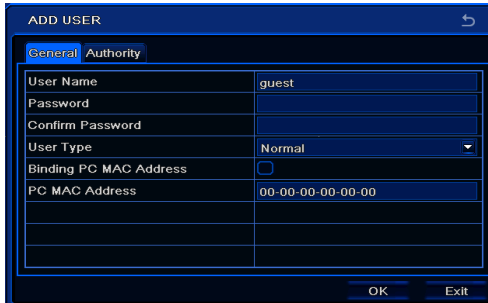 ADD USER
General Authority
User Name guest
Password
Confirm Password
User Type Normal
Binding PC MAC Address
PC MAC Address 00-00-00-00-00-00
OK Exit